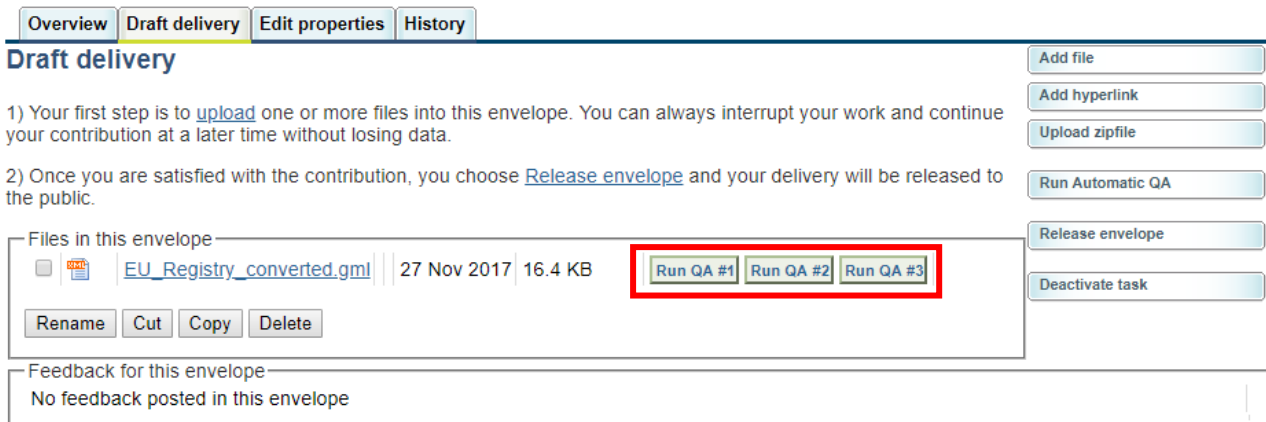 Overview Draft delivery Edit properties History
Draft delivery
1) Your first step is to upload one or more files into this envelope. You can always interrupt your work and continue
your contribution at a later time without losing data.
2) Once you are satisfied with the contribution, you choose Release envelope and your delivery will be released to
the public.
Files in this envelope
XML EU_Registry_converted.gml 27 Nov 2017 16.4 KB Run QA #1 Run QA #2 Run QA #3
Rename Cut Copy Delete
Feedback for this envelope
No feedback posted in this envelope
Add file
Add hyperlink
Upload zipfile
Run Automatic QA
Release envelope
Deactivate task